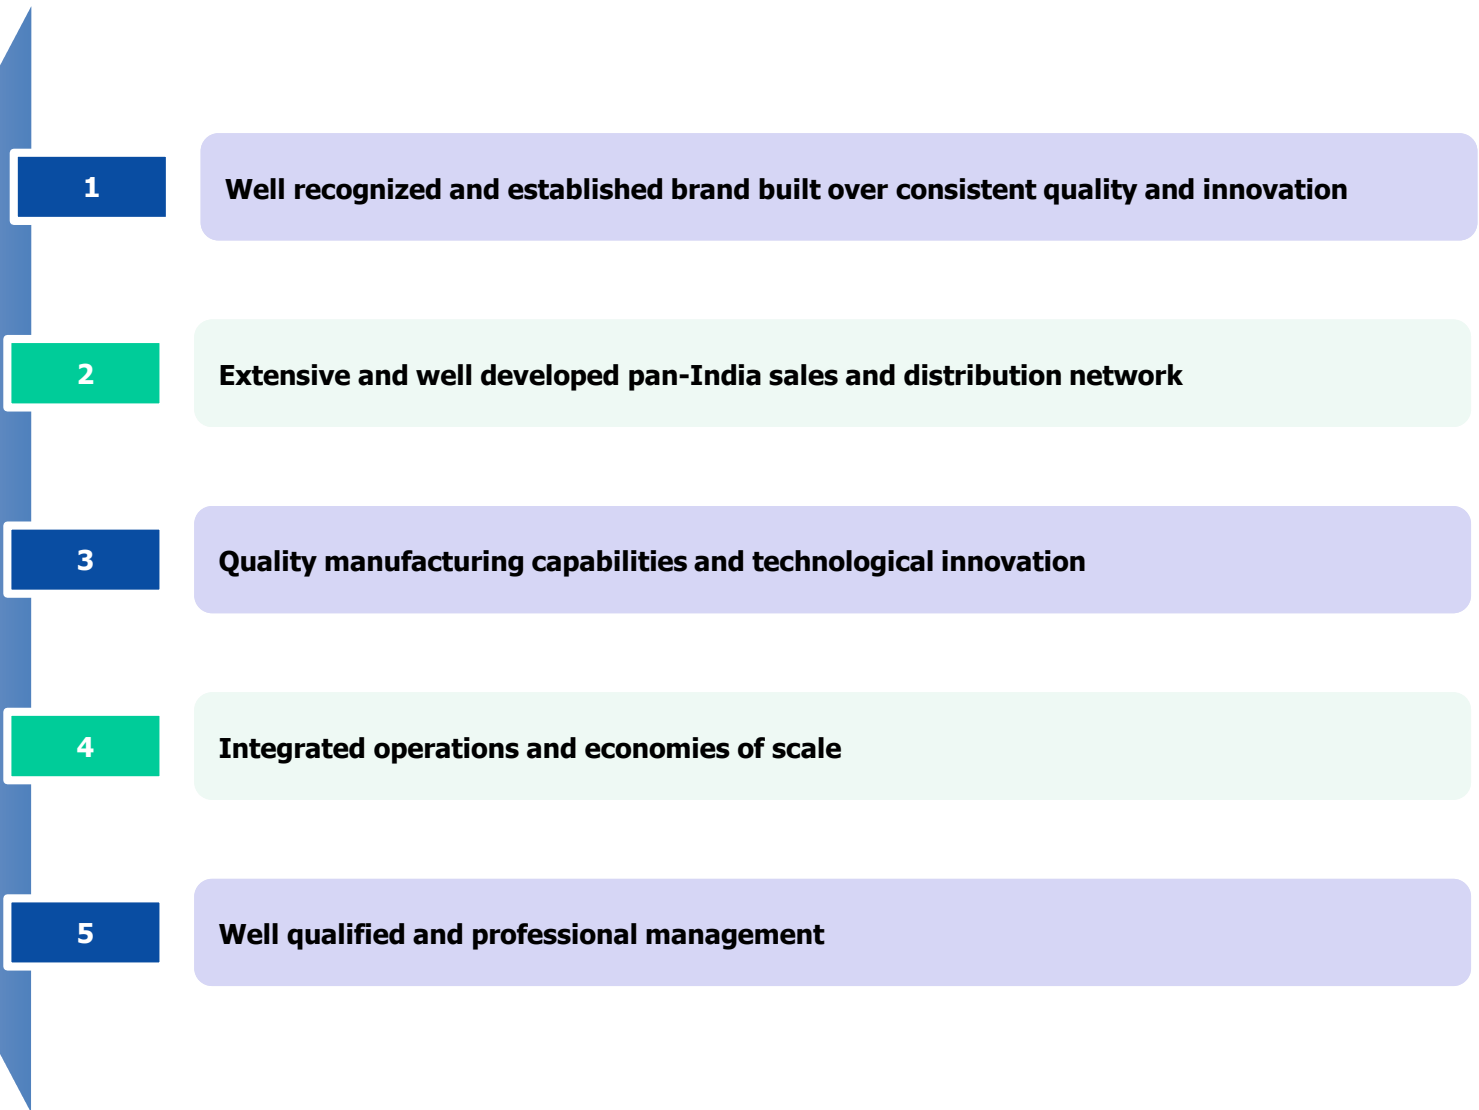 1
Well recognized and established brand built over consistent quality and innovation
2
Extensive and well developed pan-India sales and distribution network
3
Quality manufacturing capabilities and technological innovation
4
Integrated operations and economies of scale
5
Well qualified and professional management